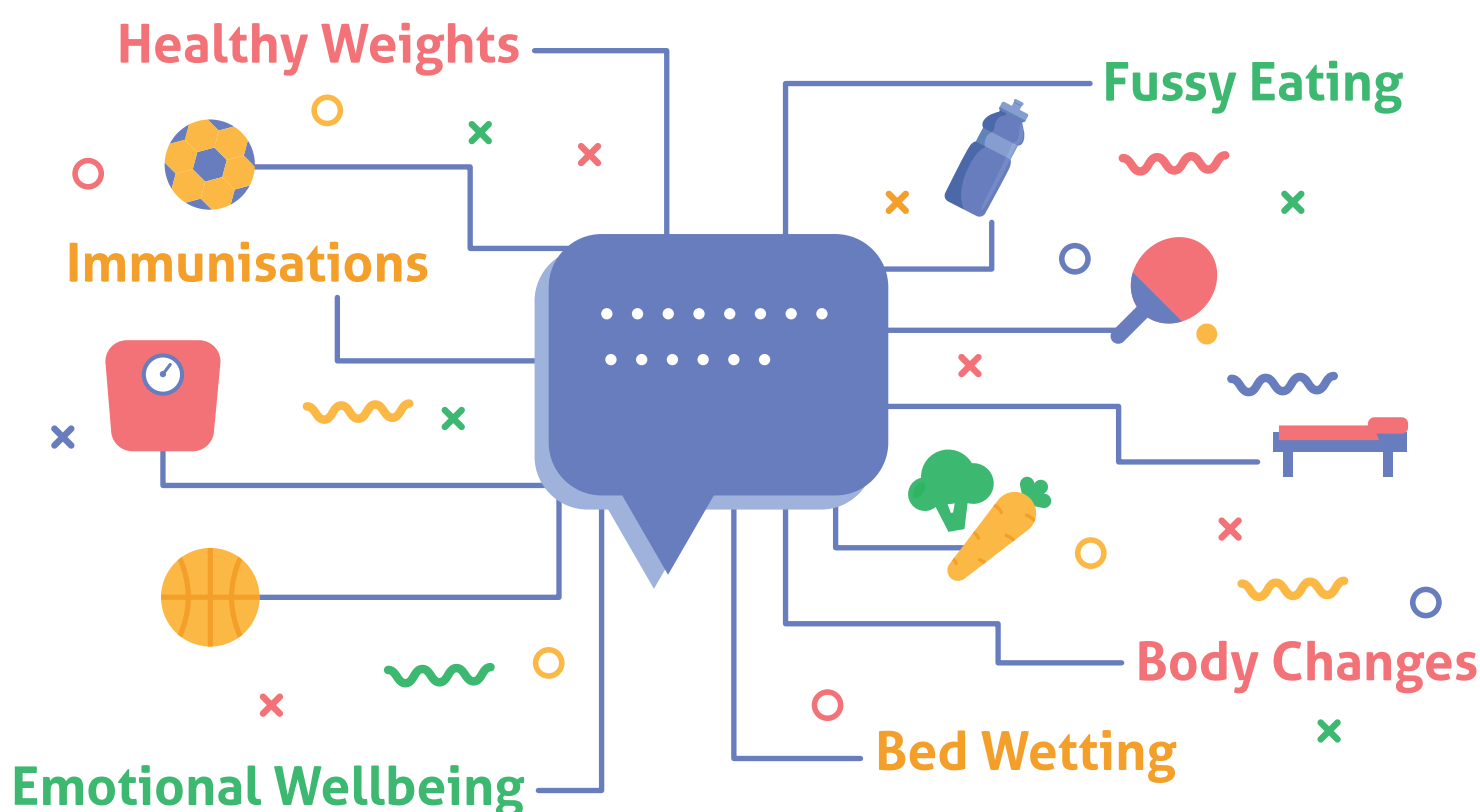 Healthy Weights
Fussy Eating
Immunisations
Body Changes
Bed Wetting
Emotional Wellbeing